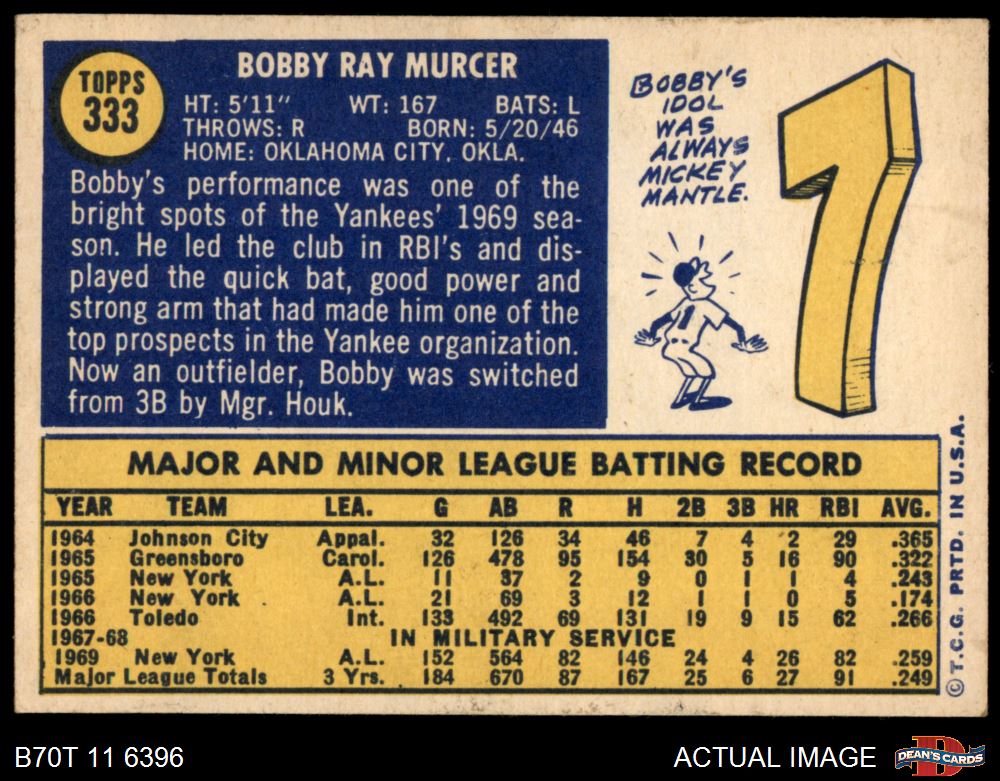 TOPPS
333
BOBBY RAY MURCER
HT: 5'11" WT: 167 BATS: L
THROWS: R BORN: 5/20/46
HOME: OKLAHOMA CITY, OKLA.
Bobby's performance was one of the
bright spots of the Yankees' 1969 sea-
son. He led the club in RBI's and dis-
played the quick bat, good power and
strong arm that had made him one of the
top prospects in the Yankee organization.
Now an outfielder, Bobby was switched
from 3B by Mgr. Houk.
BOBBY'S
IDOL
WAS
ALWAYS
MICKEY
MANTLE.
1
7
MAJOR AND MINOR LEAGUE BATTING RECORD
YEAR TEAM LEA. G AB R H 2B 3B HR RBI AVG.
1964 Johnson City Appal. 32 126 34 46 7 4 2 29 .365
1965 Greensboro Carol. 126 478 95 154 30 5 16 90 .322
1965 New York A.L. 11 37 2 9 0 1 1 4 .243
1966 New York A.L. 21 69 3 12 1 1 0 5 .174
1966 Toledo Int. 133 492 69 131 19 9 15 62 .266
1967-68 IN MILITARY SERVICE
1969 New York A.L. 152 564 82 146 24 4 26 82 .259
Major League Totals 3 Yrs. 184 670 87 167 25 6 27 91 .249
© T.C.G. PRTD. IN U.S.A.
B70T 11 6396
ACTUAL IMAGE
D
DEAN'S CARDS